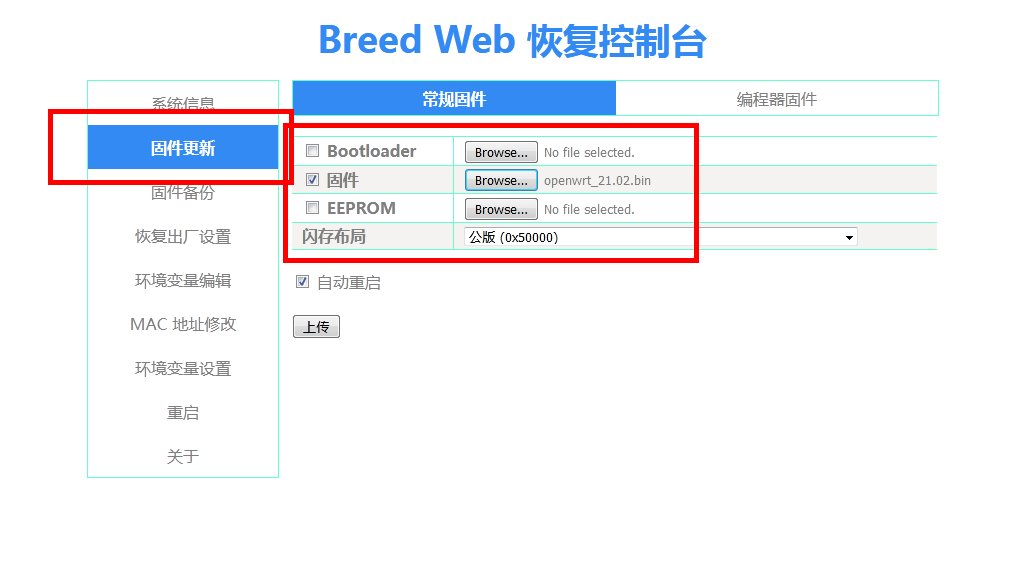 Breed Web 恢复控制台
系统信息
固件更新
固件备份
恢复出厂设置
环境变量编辑
MAC 地址修改
环境变量设置
重启
关于
常规固件 编程器固件
Bootloader Browse... No file selected.
固件 Browse... openwrt_21.02.bin
EEPROM Browse... No file selected.
闪存布局 公版 (0x50000)
自动重启
上传